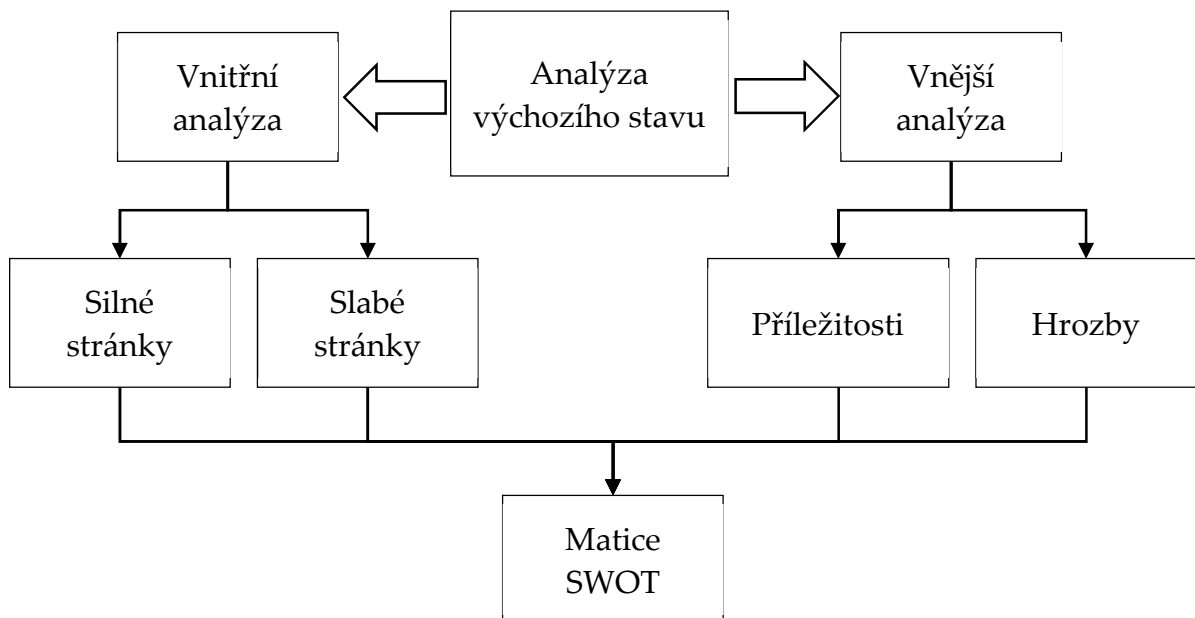 Vnitřní
analýza
Analýza
výchozího stavu
Vnější
analýza
Silné
stránky
Slabé
stránky
Příležitosti
Hrozby
Matice
SWOT